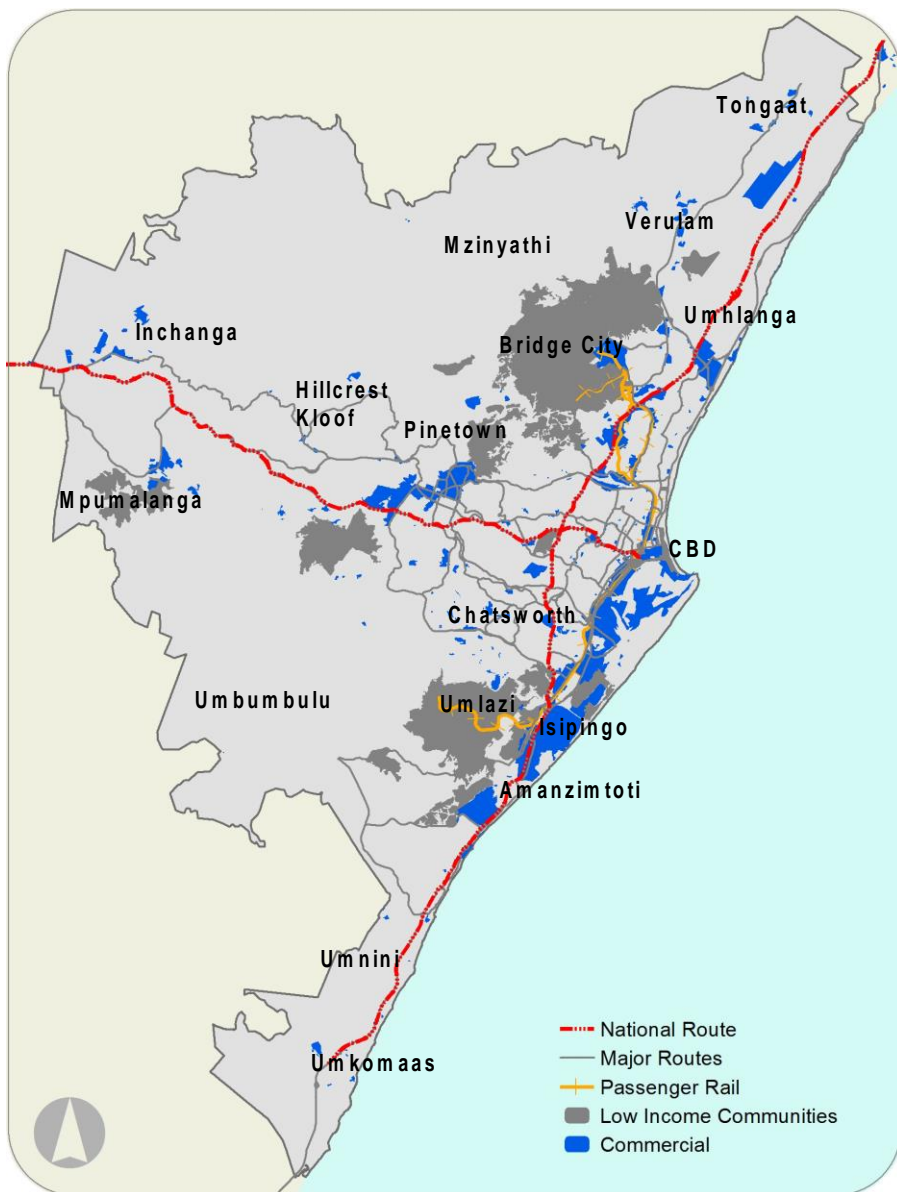 Tongaat
Verulam
Mzinyathi
Umhlanga
Inchanga
Bridge City
Hillcrest
Kloof
Pinetown
Mpumalanga
CBD
Chatsworth
Umbumbulu
Umlazi
Isipingo
Amanzimtoti
Umnini
Umkomaas
National Route
Major Routes
Passenger Rail
Low Income Communities
Commercial